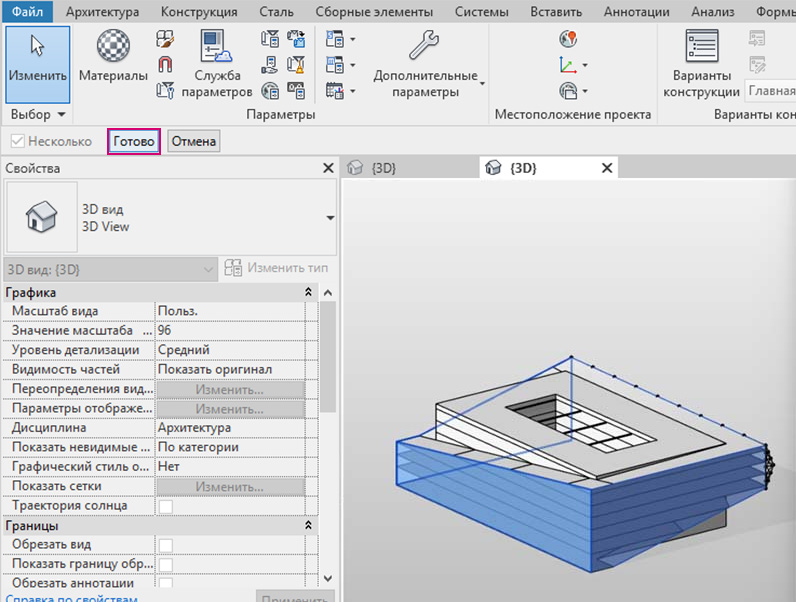 Файл Архитектура Конструкция Сталь Сборные элементы Системы Вставить Аннотации Анализ Формы
Изменить
Материалы
Служба параметров
Дополнительные параметры
Варианты конструкции
Главная
Выбор
Параметры
Местоположение проекта
Варианты кон
Несколько Готово Отмена
Свойства
{3D}
{3D}
3D вид
3D View
3D вид: {3D} Изменить тип
Графика
Масштаб вида Польз.
Значение масштаба ... 96
Уровень детализации Средний
Видимость частей Показать оригинал
Переопределения вид... Изменить...
Параметры отображе... Изменить...
Дисциплина Архитектура
Показать невидимые ... По категории
Графический стиль о... Нет
Показать сетки Изменить...
Траектория солнца
Границы
Обрезать вид
Показать границу обр...
Обрезать аннотации
Справка по свойствам Применить